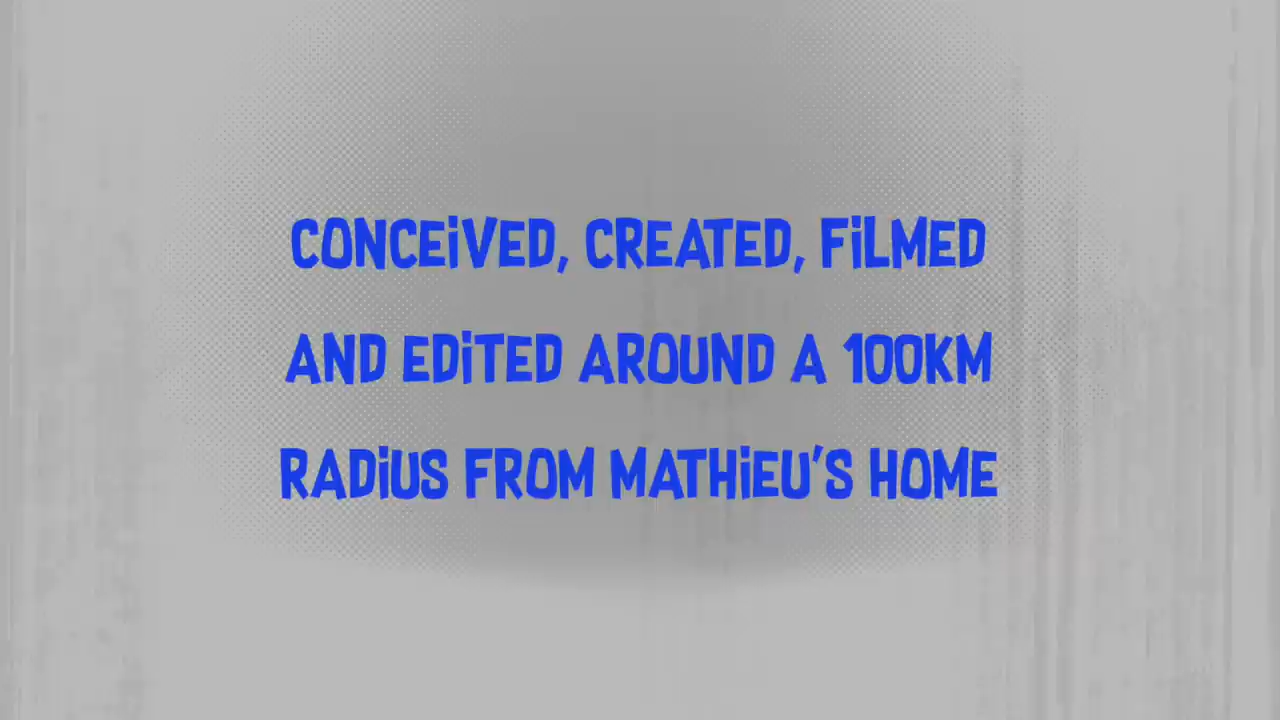 CONCEiVED, CREATED, FiLMED
AND EDiTED AROUND A 100KM
RADiUS FROM MATHiEU'S HOME